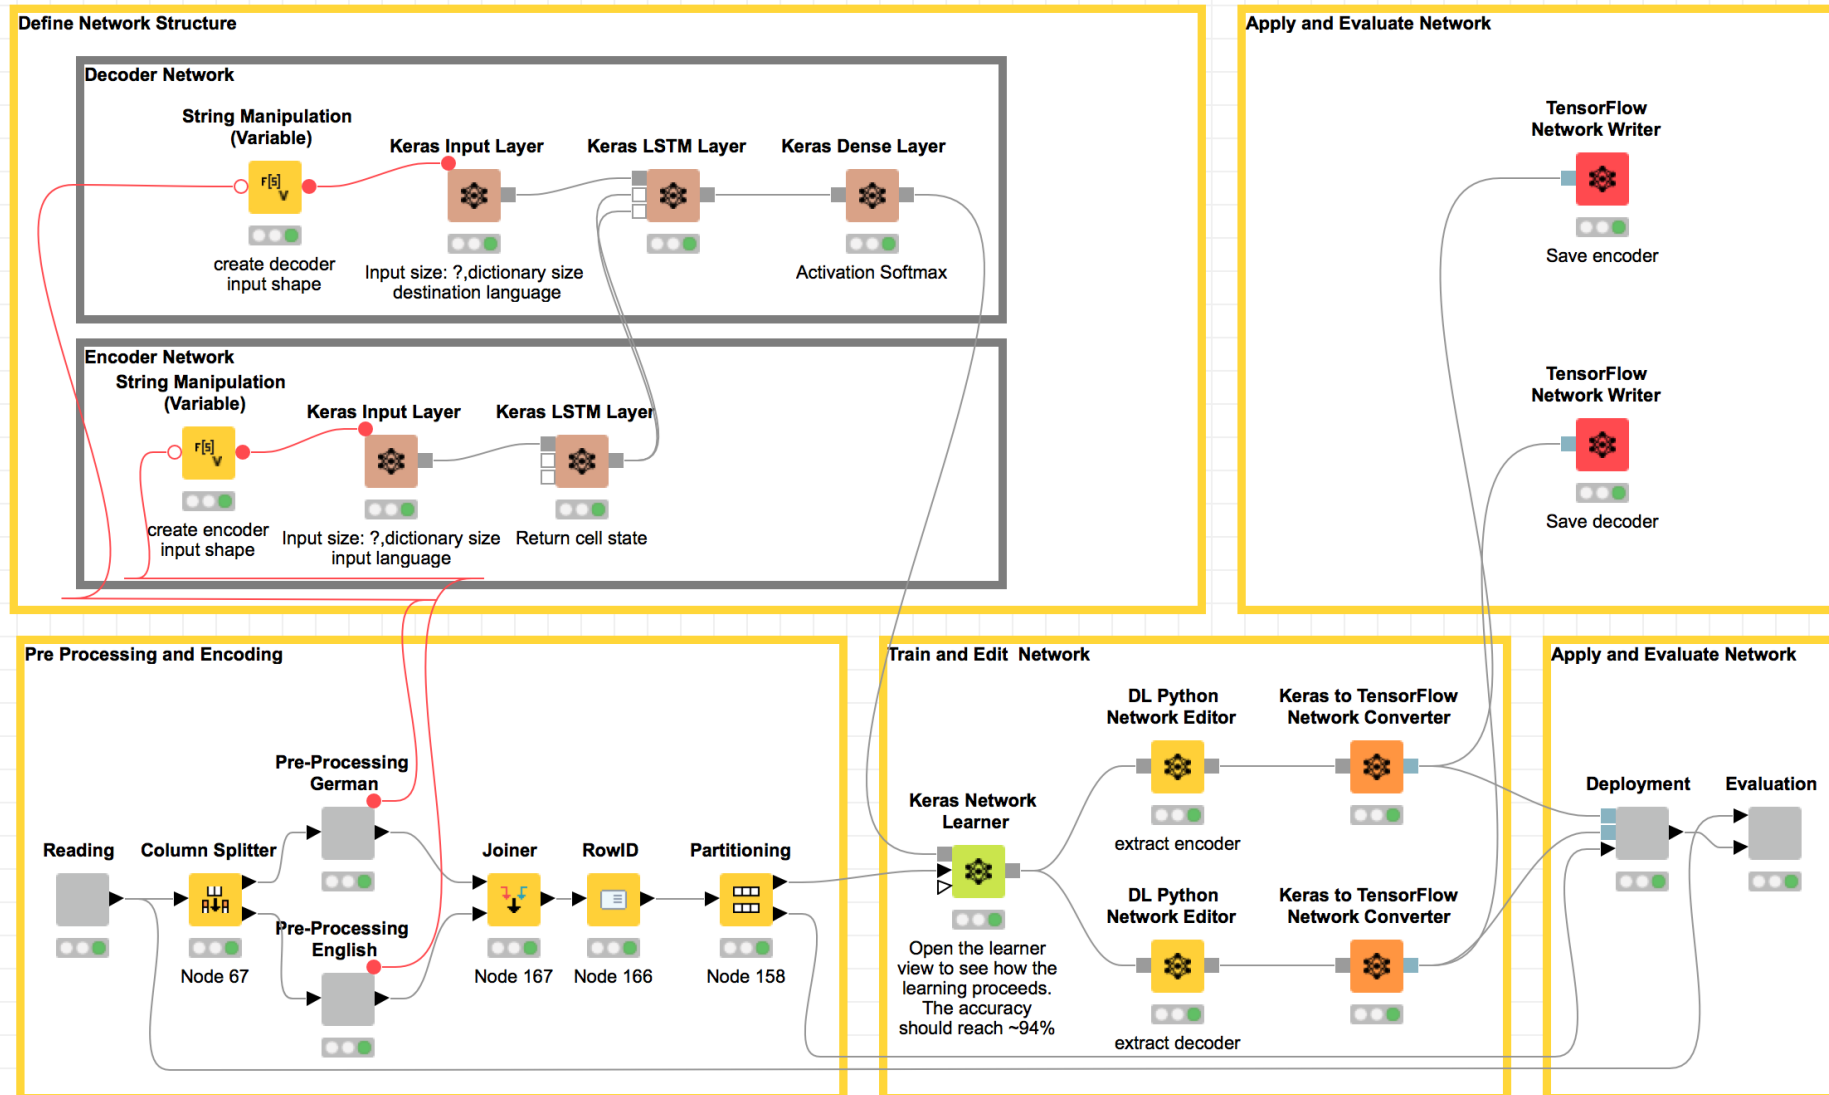 Define Network Structure
Decoder Network
String Manipulation
(Variable)
Keras Input Layer
Keras LSTM Layer
Keras Dense Layer
F[S]
V
create decoder
input shape
Input size: ?,dictionary size
destination language
Activation Softmax
Encoder Network
String Manipulation
(Variable)
Keras Input Layer
Keras LSTM Layer
F[S]
V
create encoder
input shape
Input size: ?,dictionary size
input language
Return cell state
Apply and Evaluate Network
TensorFlow
Network Writer
Save encoder
TensorFlow
Network Writer
Save decoder
Pre Processing and Encoding
Reading
Column Splitter
Node 67
Pre-Processing
German
Pre-Processing
English
Joiner
Node 167
RowID
Node 166
Partitioning
Node 158
Train and Edit  Network
Keras Network
Learner
Open the learner
view to see how the
learning proceeds.
The accuracy
should reach ~94%
DL Python
Network Editor
extract encoder
Keras to TensorFlow
Network Converter
DL Python
Network Editor
extract decoder
Keras to TensorFlow
Network Converter
Apply and Evaluate Network
Deployment
Evaluation